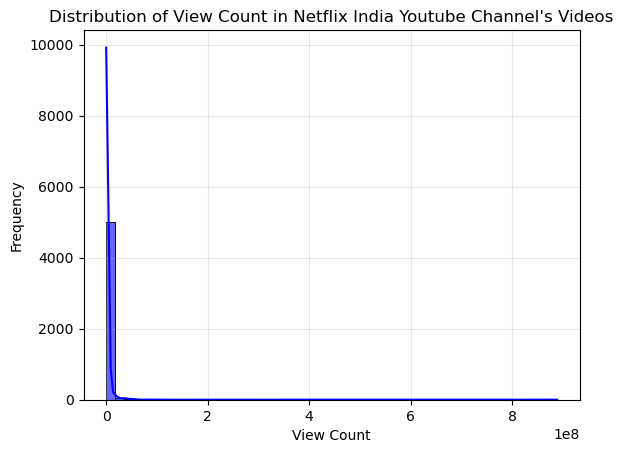 Distribution of View Count in Netflix India Youtube Channel's Videos
10000
8000
6000
4000
2000
0
Frequency
0 2 4 6 8
1e8
View Count